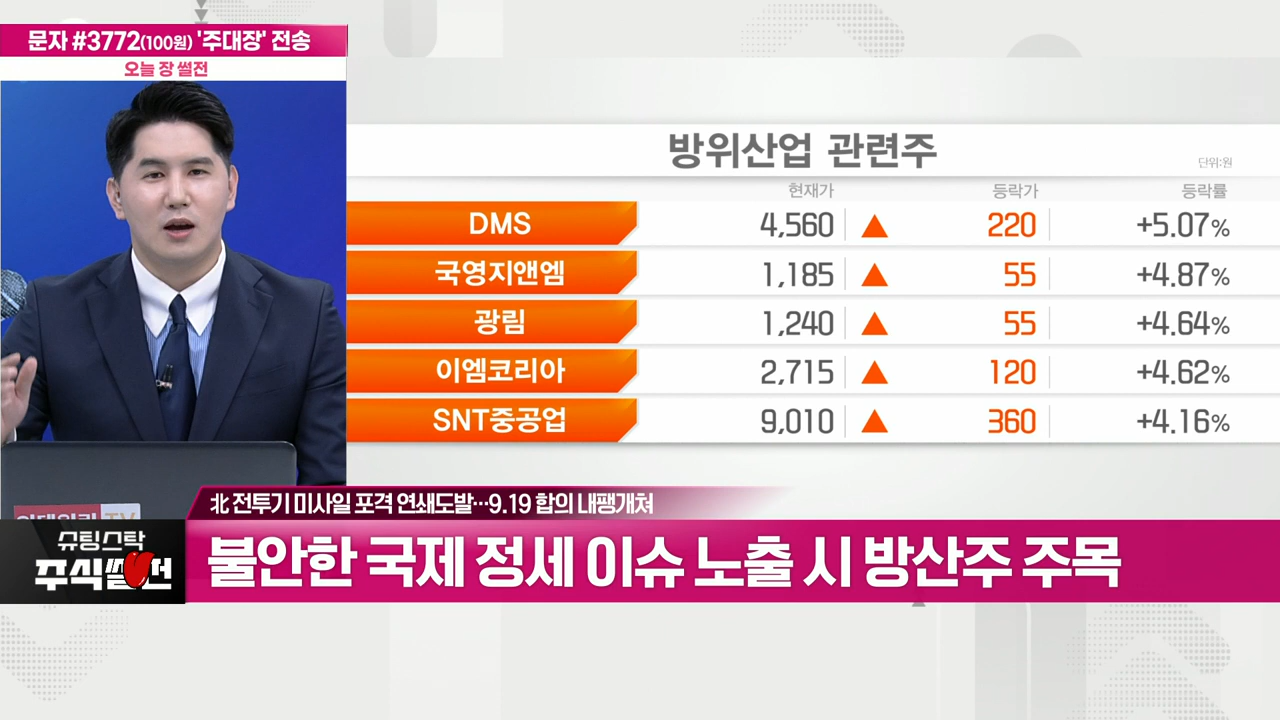 문자 #3772(100원) '주대장' 전송
오늘 장 썰전
방위산업 관련주
단위:원
현재가 등락가 등락률
DMS 4,560 ▲ 220 +5.07%
국영지앤엠 1,185 ▲ 55 +4.87%
광림 1,240 ▲ 55 +4.64%
이엠코리아 2,715 ▲ 120 +4.62%
SNT중공업 9,010 ▲ 360 +4.16%
北 전투기 미사일 포격 연쇄도발…9.19 합의 내팽개쳐
슈팅스탁
주식썰전
불안한 국제 정세 이슈 노출 시 방산주 주목